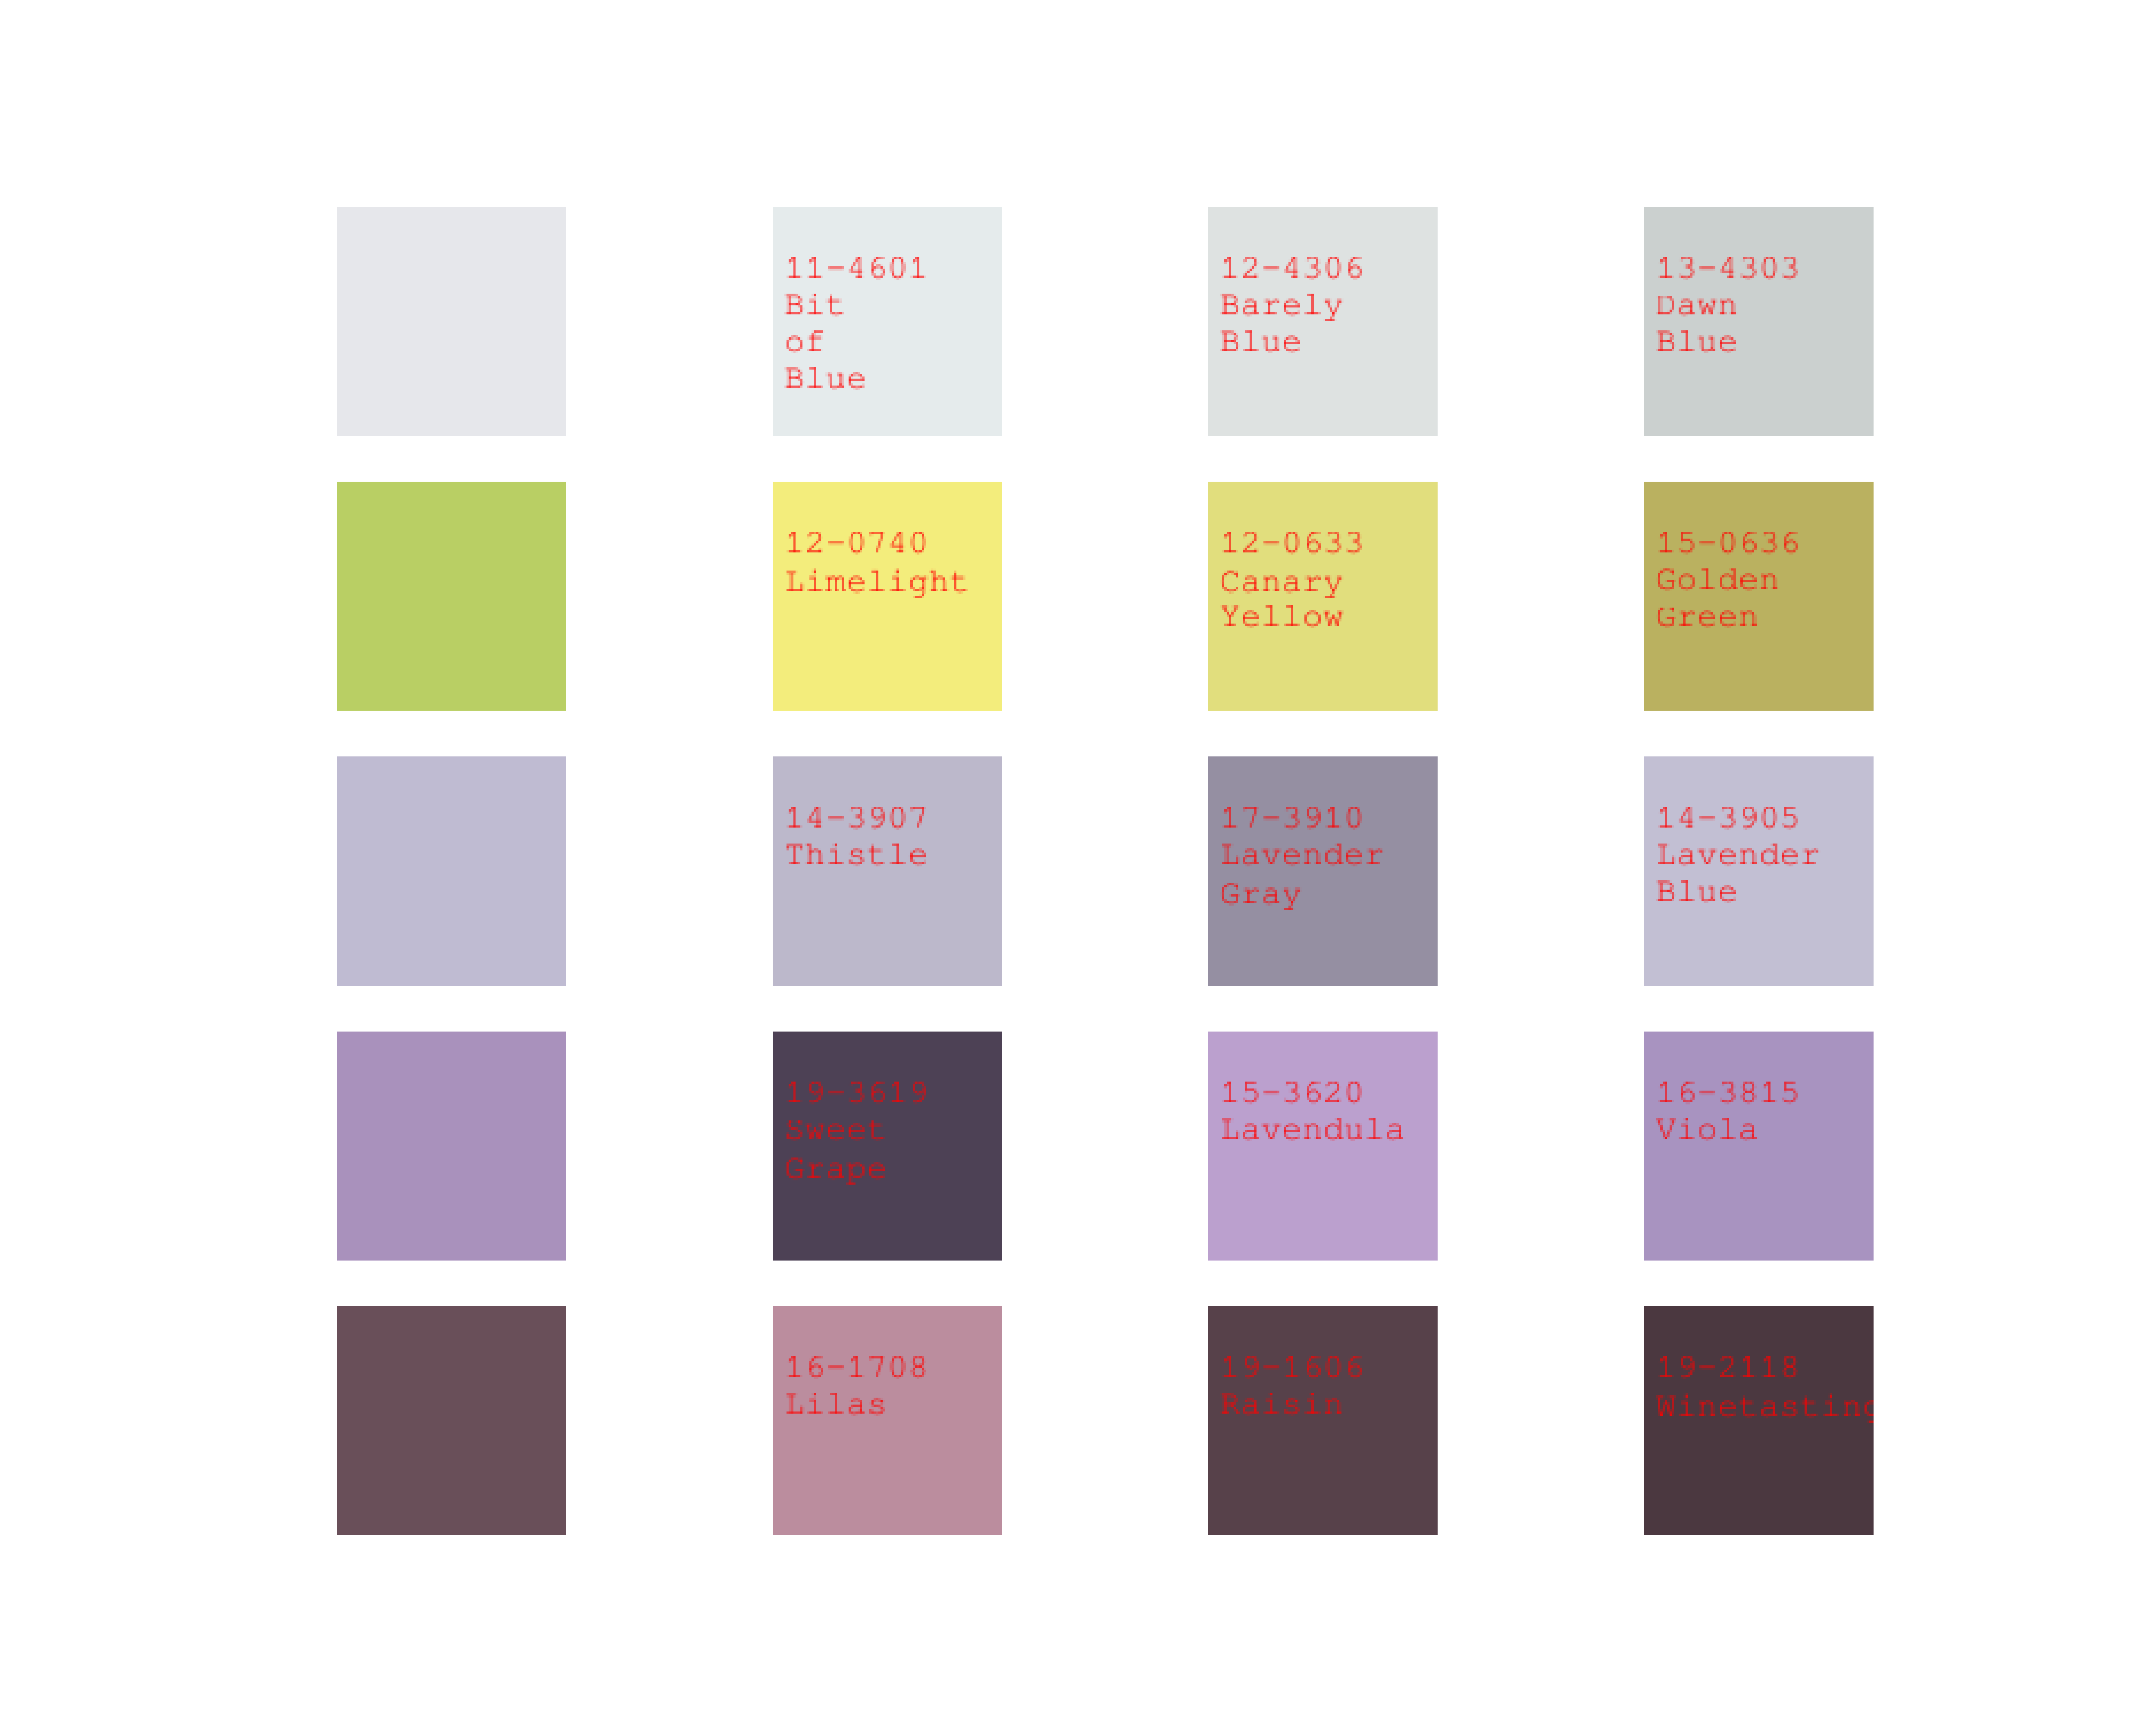 11-4601
Bit
of
Blue
12-4306
Barely
Blue
13-4303
Dawn
Blue
12-0740
Limelight
12-0633
Canary
Yellow
15-0636
Golden
Green
14-3907
Thistle
17-3910
Lavender
Gray
14-3905
Lavender
Blue
19-3619
Sweet
Grape
15-3620
Lavendula
16-3815
Viola
16-1708
Lilas
19-1606
Raisin
19-2118
Winetasting